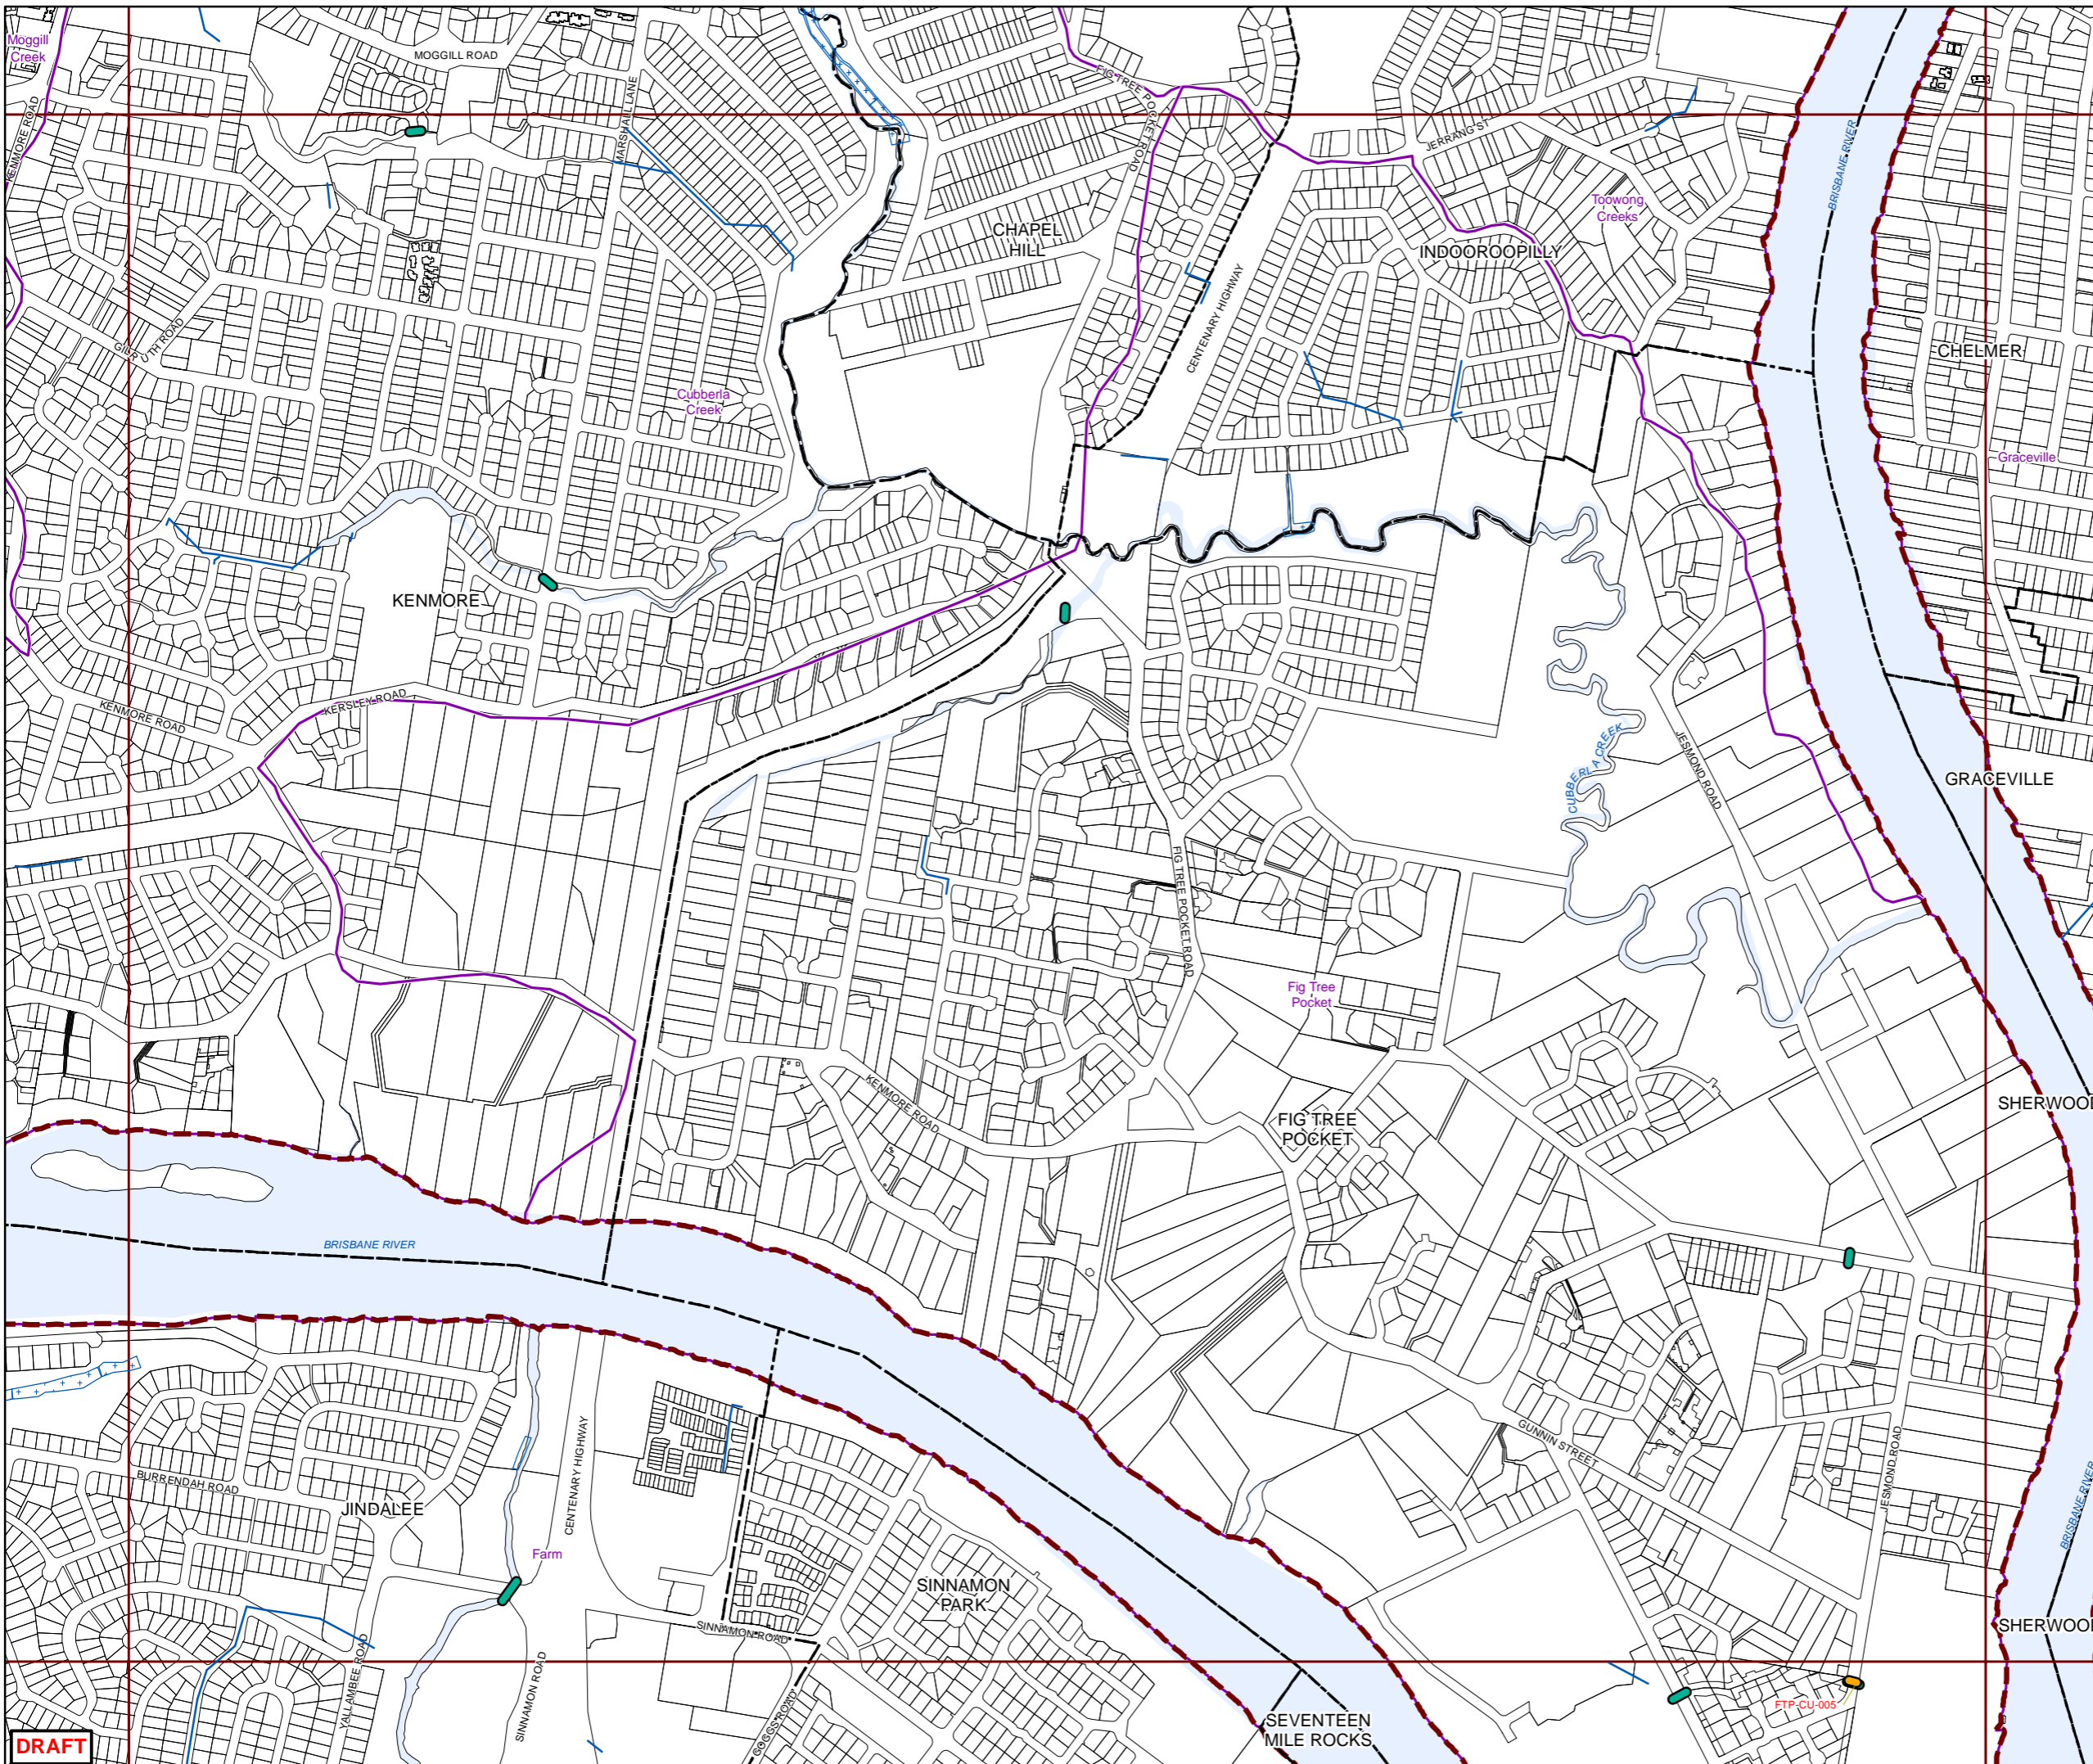 Moggill
Creek
MOGGILL ROAD
KENMORE ROAD
MARSHALL LANE
FIG TREE POCKET ROAD
JERRANG ST
BRISBANE RIVER
Toowong
Creeks
CHAPEL
HILL
INDOOROOPILLY
CENTENARY HIGHWAY
GILRUTH ROAD
CHELMER
Cubberla
Creek
Graceville
KENMORE
KERSLEY ROAD
KENMORE ROAD
CUBBERLA CREEK
JESMOND ROAD
GRACEVILLE
FIG TREE POCKET ROAD
Fig Tree
Pocket
KENMORE ROAD
FIG TREE
POCKET
SHERWOOD
BRISBANE RIVER
CENTENARY HIGHWAY
GUNNIN STREET
JESMOND ROAD
BURRENDAH ROAD
JINDALEE
BRISBANE RIVER
Farm
SINNAMON
PARK
SINNAMON ROAD
SHERWOOD
YALLAMBEE ROAD
SINNAMON ROAD
GOGGS ROAD
FTP-CU-005
SEVENTEEN
MILE ROCKS
DRAFT